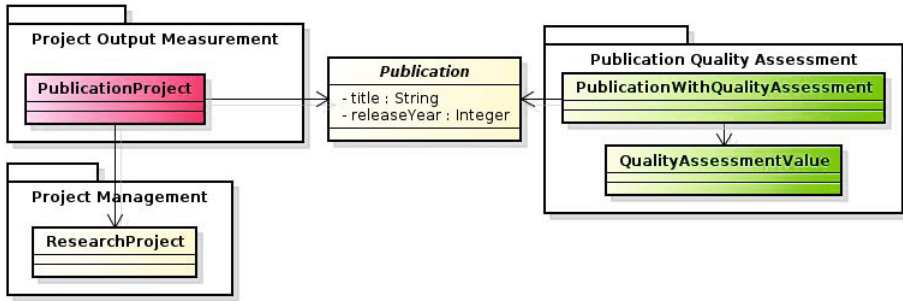 Project Output Measurement
PublicationProject
Publication
- title : String
- releaseYear : Integer
Publication Quality Assessment
PublicationWithQualityAssessment
QualityAssessmentValue
Project Management
ResearchProject